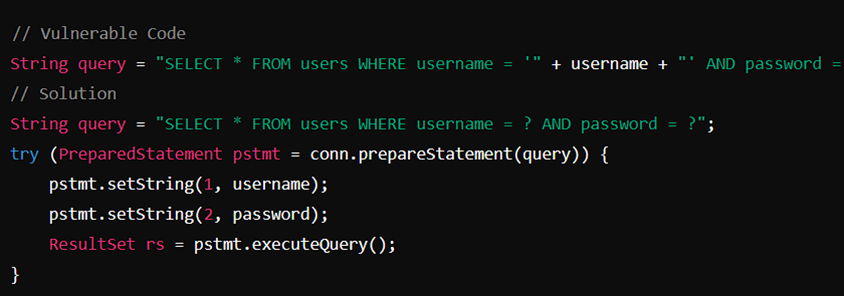 // Vulnerable Code
String query = "SELECT * FROM users WHERE username = '" + username + "' AND password =
// Solution
String query = "SELECT * FROM users WHERE username = ? AND password = ?";
try (PreparedStatement pstmt = conn.prepareStatement(query)) {
    pstmt.setString(1, username);
    pstmt.setString(2, password);
    ResultSet rs = pstmt.executeQuery();
}